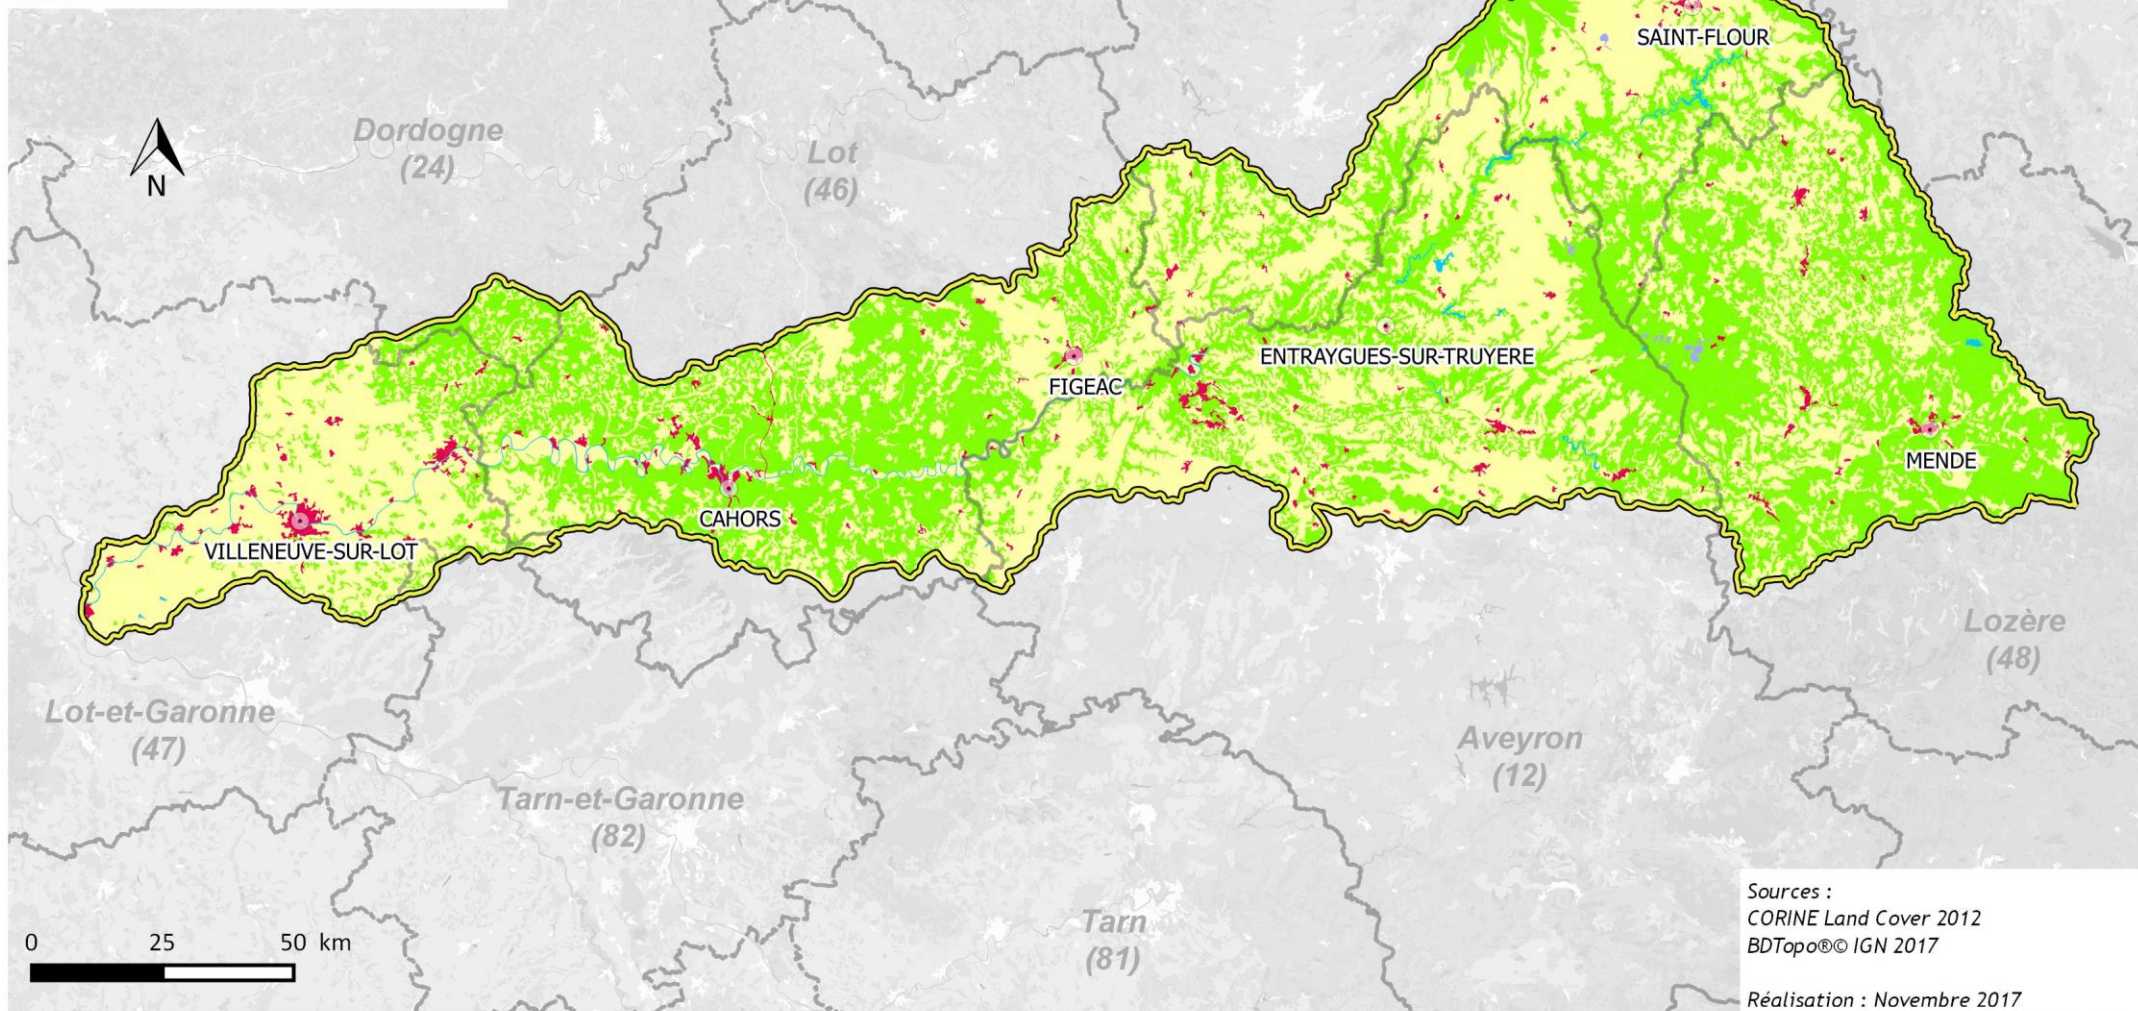 SAINT-FLOUR
Dordogne
(24)
Lot
(46)
N
ENTRAYGUES-SUR-TRUYERE
FIGEAC
MENDE
CAHORS
VILLENEUVE-SUR-LOT
Lozère
(48)
Lot-et-Garonne
(47)
Aveyron
(12)
Tarn-et-Garonne
(82)
Tarn
(81)
0 25 50 km
Sources :
CORINE Land Cover 2012
BDTopo®© IGN 2017
Réalisation : Novembre 2017